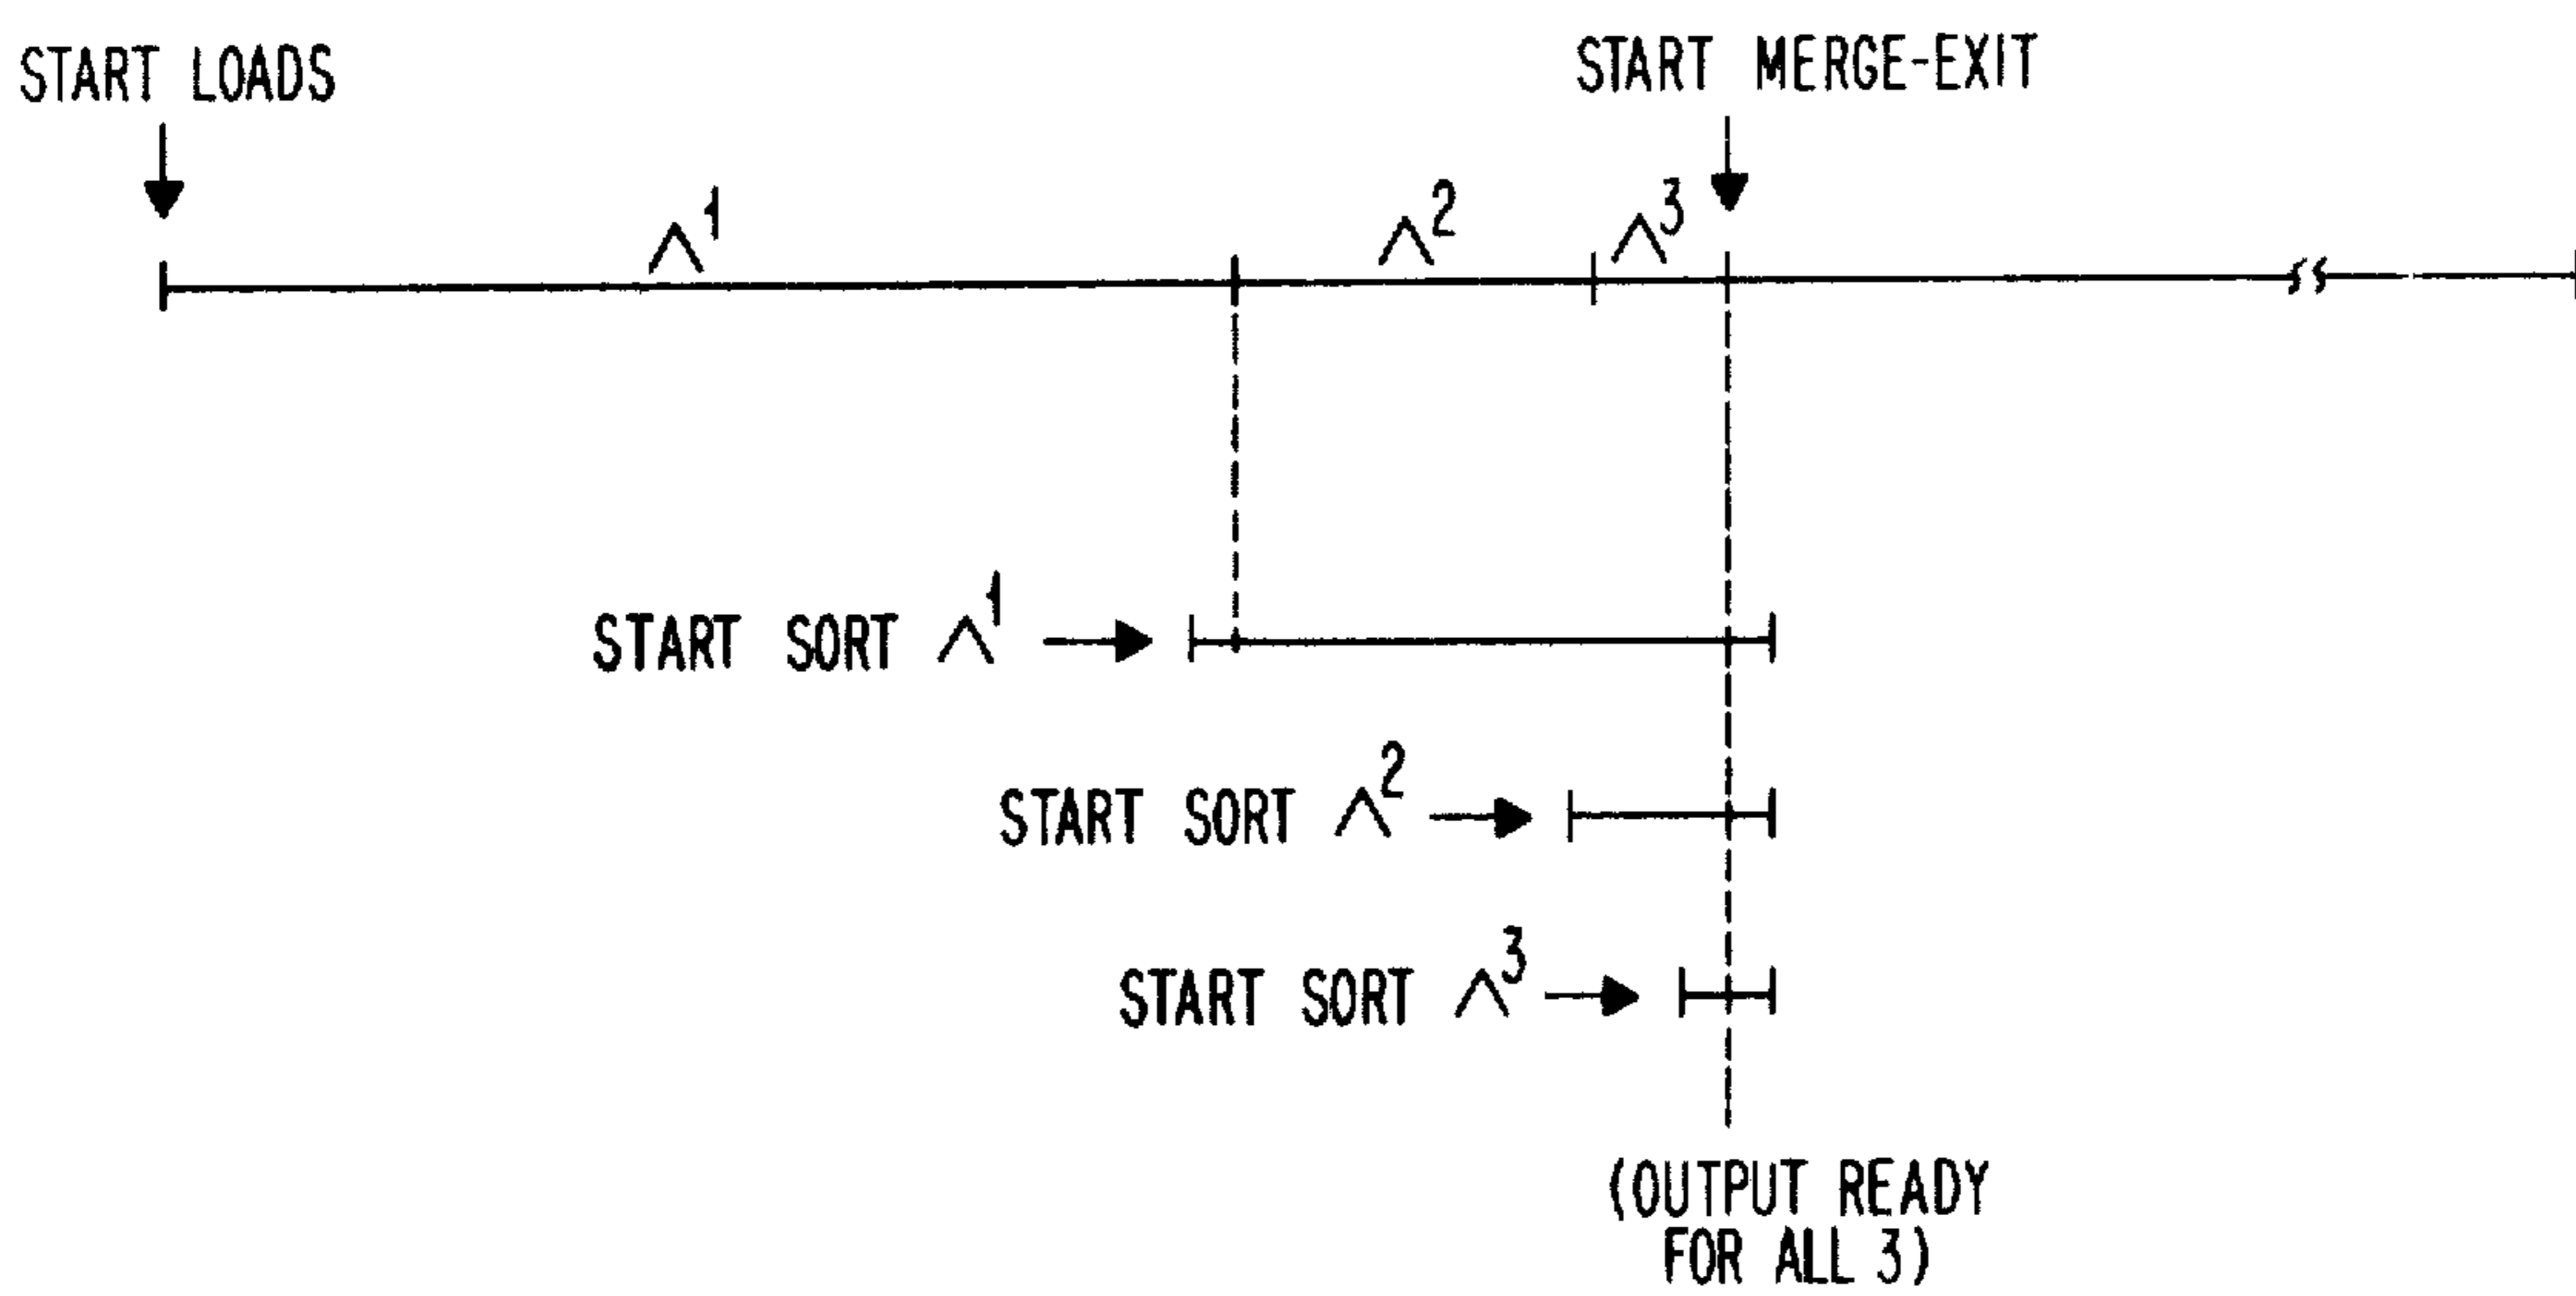 START LOADS
START MERGE-EXIT
Λ¹
Λ²
Λ³
START SORT Λ¹
START SORT Λ²
START SORT Λ³
(OUTPUT READY
FOR ALL 3)